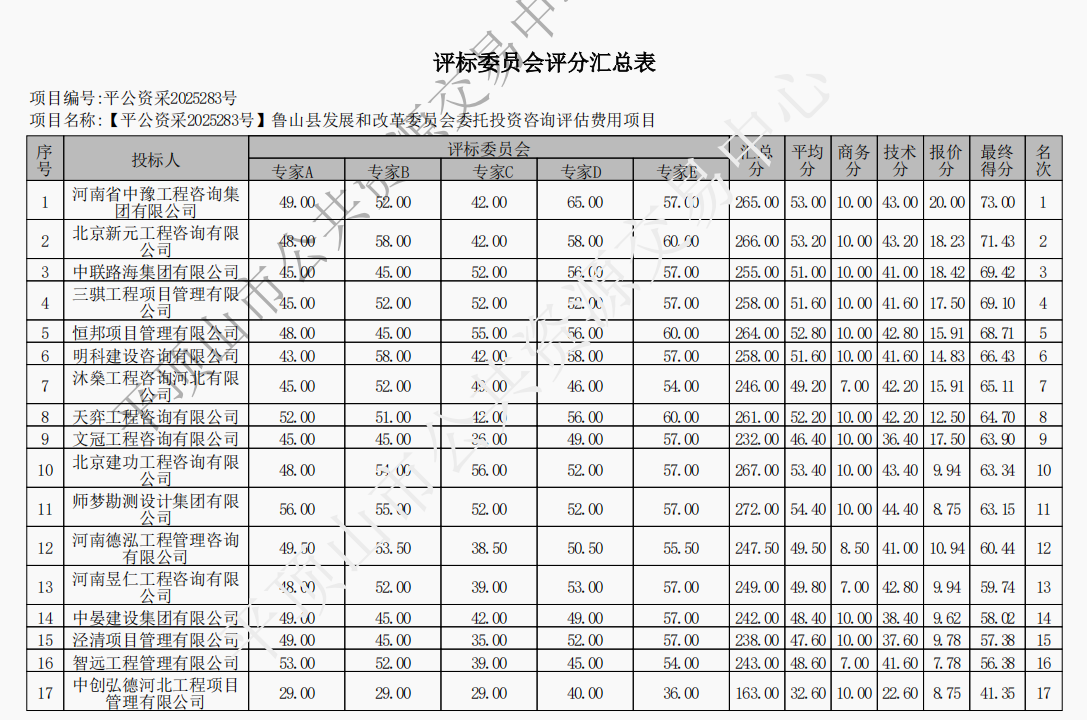 评标委员会评分汇总表
项目编号:平公资采2025283号
项目名称:【平公资采2025283号】鲁山县发展和改革委员会委托投资咨询评估费用项目
序号 投标人 评标委员会 汇总分 平均分 商务分 技术分 报价分 最终得分 名次
专家A 专家B 专家C 专家D 专家E
1 河南省中豫工程咨询集团有限公司 49.00 52.00 42.00 65.00 57.00 265.00 53.00 10.00 43.00 20.00 73.00 1
2 北京新元工程咨询有限公司 48.00 58.00 42.00 58.00 60.00 266.00 53.20 10.00 43.20 18.23 71.43 2
3 中联路海集团有限公司 45.00 45.00 52.00 56.00 57.00 255.00 51.00 10.00 41.00 18.42 69.42 3
4 三骐工程项目管理有限公司 45.00 52.00 52.00 52.00 57.00 258.00 51.60 10.00 41.60 17.50 69.10 4
5 恒邦项目管理有限公司 48.00 45.00 55.00 56.00 60.00 264.00 52.80 10.00 42.80 15.91 68.71 5
6 明科建设咨询有限公司 43.00 58.00 42.00 58.00 57.00 258.00 51.60 10.00 41.60 14.83 66.43 6
7 沐燊工程咨询河北有限公司 45.00 52.00 49.00 46.00 54.00 246.00 49.20 7.00 42.20 15.91 65.11 7
8 天弈工程咨询有限公司 52.00 51.00 42.00 56.00 60.00 261.00 52.20 10.00 42.20 12.50 64.70 8
9 文冠工程咨询有限公司 45.00 45.00 36.00 49.00 57.00 232.00 46.40 10.00 36.40 17.50 63.90 9
10 北京建功工程咨询有限公司 48.00 54.00 56.00 52.00 57.00 267.00 53.40 10.00 43.40 9.94 63.34 10
11 师梦勘测设计集团有限公司 56.00 55.00 52.00 52.00 57.00 272.00 54.40 10.00 44.40 8.75 63.15 11
12 河南德泓工程管理咨询有限公司 49.50 53.50 38.50 50.50 55.50 247.50 49.50 8.50 41.00 10.94 60.44 12
13 河南昱仁工程咨询有限公司 48.00 52.00 39.00 53.00 57.00 249.00 49.80 7.00 42.80 9.94 59.74 13
14 中晏建设集团有限公司 49.00 45.00 42.00 49.00 57.00 242.00 48.40 10.00 38.40 9.62 58.02 14
15 泾清项目管理有限公司 49.00 45.00 35.00 52.00 57.00 238.00 47.60 10.00 37.60 9.78 57.38 15
16 智远工程管理有限公司 53.00 52.00 39.00 45.00 54.00 243.00 48.60 7.00 41.60 7.78 56.38 16
17 中创弘德河北工程项目管理有限公司 29.00 29.00 29.00 40.00 36.00 163.00 32.60 10.00 22.60 8.75 41.35 17
平顶山市公共资源交易中
平顶山市公共资源交易中心